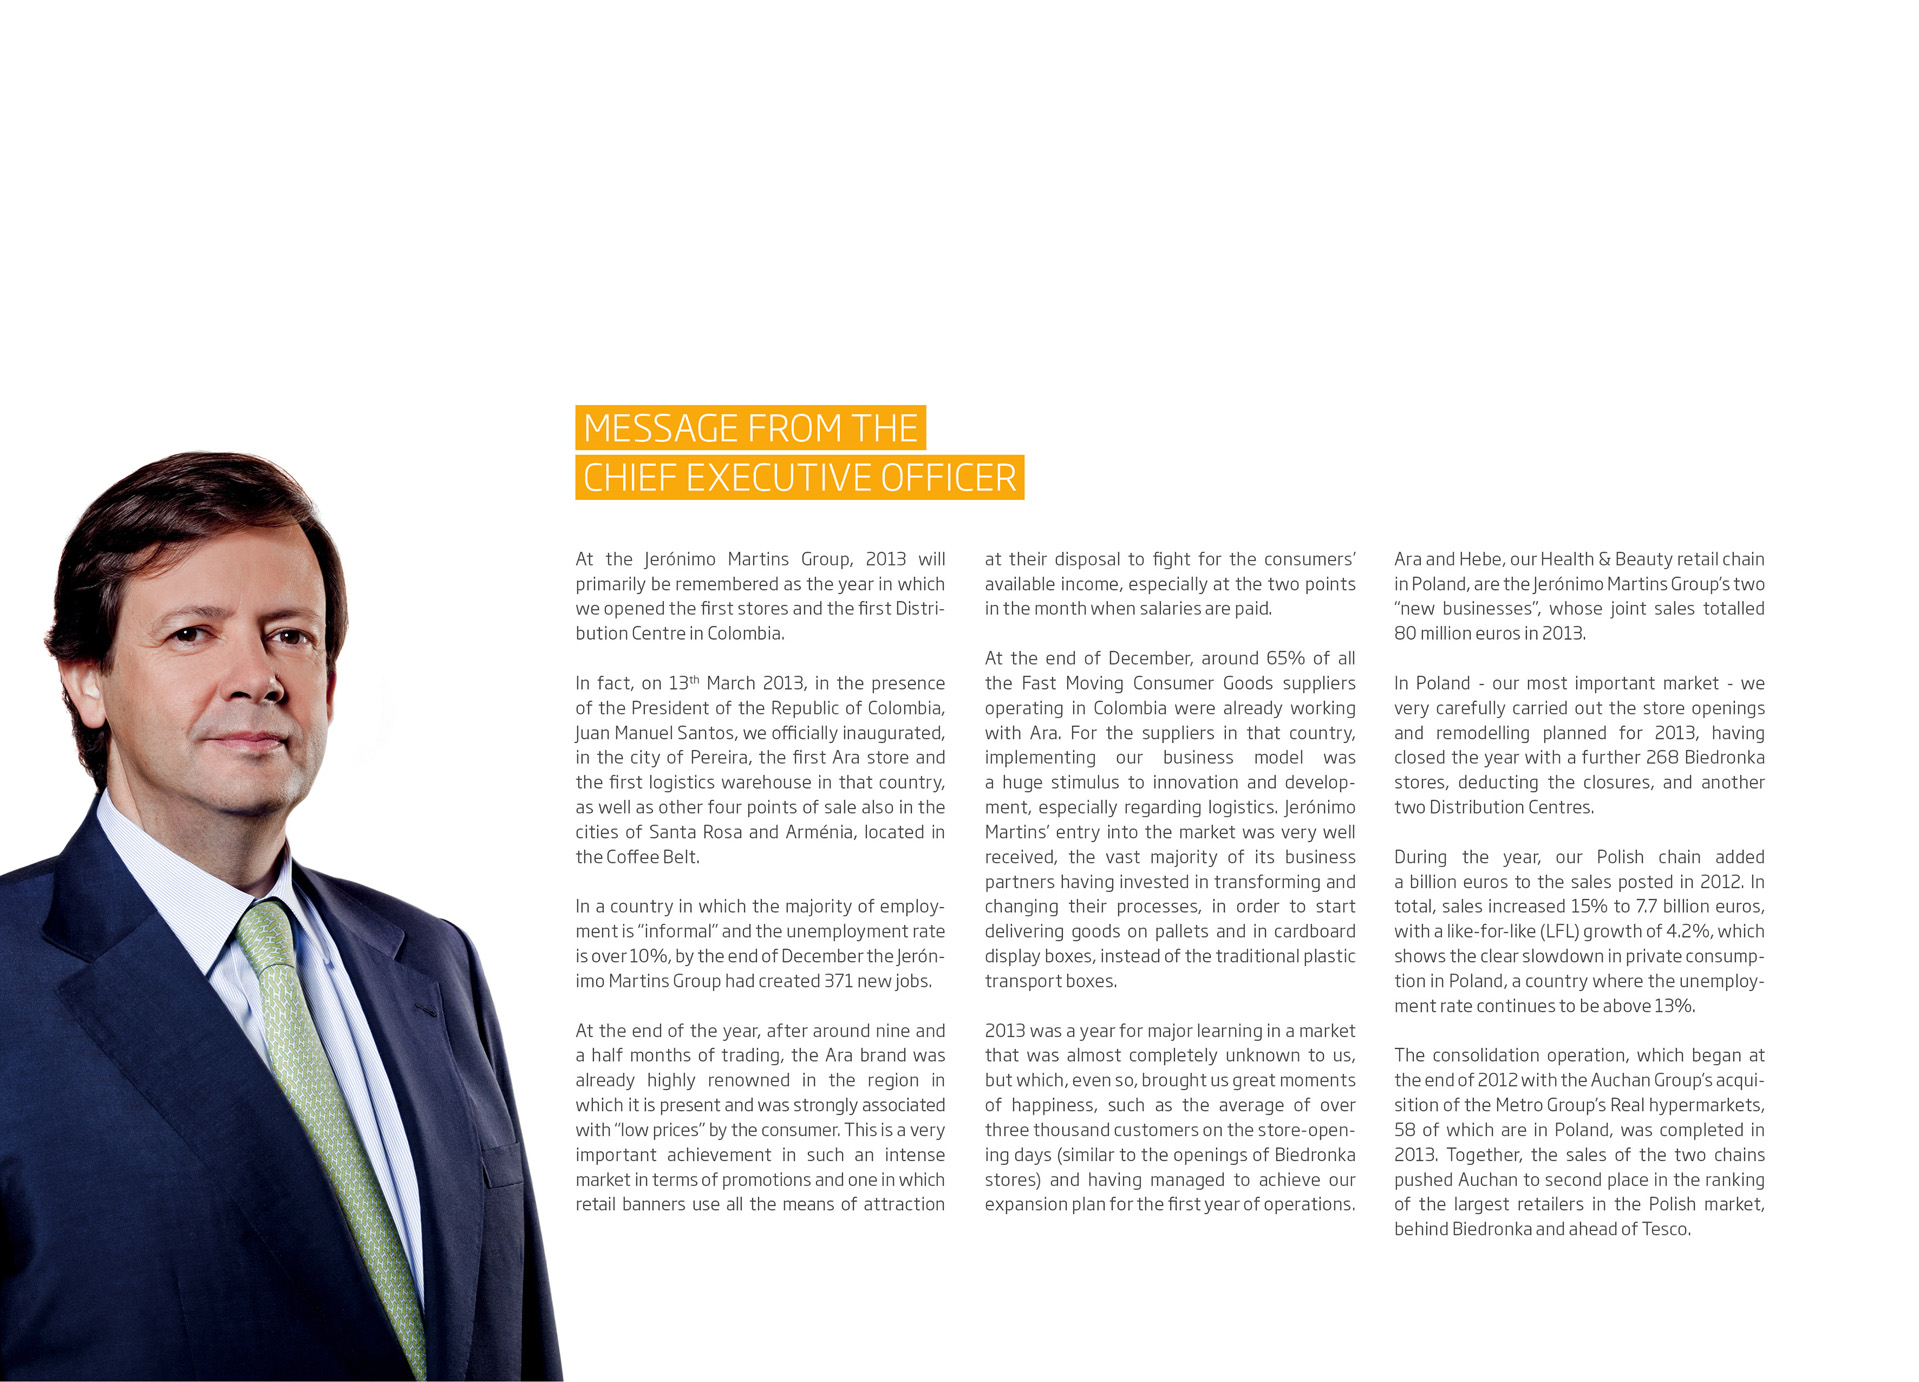 MESSAGE FROM THE
CHIEF EXECUTIVE OFFICER
At the Jerónimo Martins Group, 2013 will
primarily be remembered as the year in which
we opened the first stores and the first Distri-
bution Centre in Colombia.
In fact, on 13th March 2013, in the presence
of the President of the Republic of Colombia,
Juan Manuel Santos, we officially inaugurated,
in the city of Pereira, the first Ara store and
the first logistics warehouse in that country,
as well as other four points of sale also in the
cities of Santa Rosa and Arménia, located in
the Coffee Belt.
In a country in which the majority of employ-
ment is “informal” and the unemployment rate
is over 10%, by the end of December the Jerón-
imo Martins Group had created 371 new jobs.
At the end of the year, after around nine and
a half months of trading, the Ara brand was
already highly renowned in the region in
which it is present and was strongly associated
with “low prices” by the consumer. This is a very
important achievement in such an intense
market in terms of promotions and one in which
retail banners use all the means of attraction
at their disposal to fight for the consumers’
available income, especially at the two points
in the month when salaries are paid.
At the end of December, around 65% of all
the Fast Moving Consumer Goods suppliers
operating in Colombia were already working
with Ara. For the suppliers in that country,
implementing our business model was
a huge stimulus to innovation and develop-
ment, especially regarding logistics. Jerónimo
Martins’ entry into the market was very well
received, the vast majority of its business
partners having invested in transforming and
changing their processes, in order to start
delivering goods on pallets and in cardboard
display boxes, instead of the traditional plastic
transport boxes.
2013 was a year for major learning in a market
that was almost completely unknown to us,
but which, even so, brought us great moments
of happiness, such as the average of over
three thousand customers on the store-open-
ing days (similar to the openings of Biedronka
stores) and having managed to achieve our
expansion plan for the first year of operations.
Ara and Hebe, our Health & Beauty retail chain
in Poland, are the Jerónimo Martins Group’s two
“new businesses”, whose joint sales totalled
80 million euros in 2013.
In Poland - our most important market - we
very carefully carried out the store openings
and remodelling planned for 2013, having
closed the year with a further 268 Biedronka
stores, deducting the closures, and another
two Distribution Centres.
During the year, our Polish chain added
a billion euros to the sales posted in 2012. In
total, sales increased 15% to 7.7 billion euros,
with a like-for-like (LFL) growth of 4.2%, which
shows the clear slowdown in private consump-
tion in Poland, a country where the unemploy-
ment rate continues to be above 13%.
The consolidation operation, which began at
the end of 2012 with the Auchan Group’s acqui-
sition of the Metro Group’s Real hypermarkets,
58 of which are in Poland, was completed in
2013. Together, the sales of the two chains
pushed Auchan to second place in the ranking
of the largest retailers in the Polish market,
behind Biedronka and ahead of Tesco.